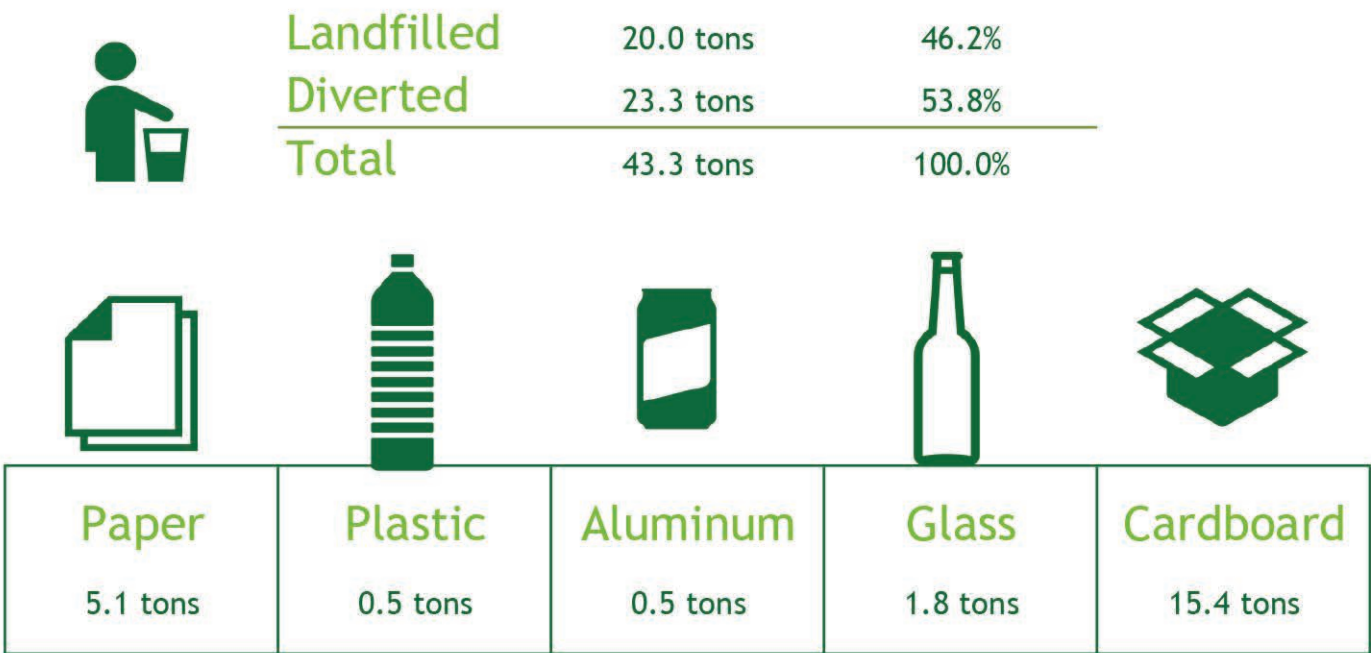 Landfilled 20.0 tons 46.2%
Diverted 23.3 tons 53.8%
Total 43.3 tons 100.0%
Paper Plastic Aluminum Glass Cardboard
5.1 tons 0.5 tons 0.5 tons 1.8 tons 15.4 tons